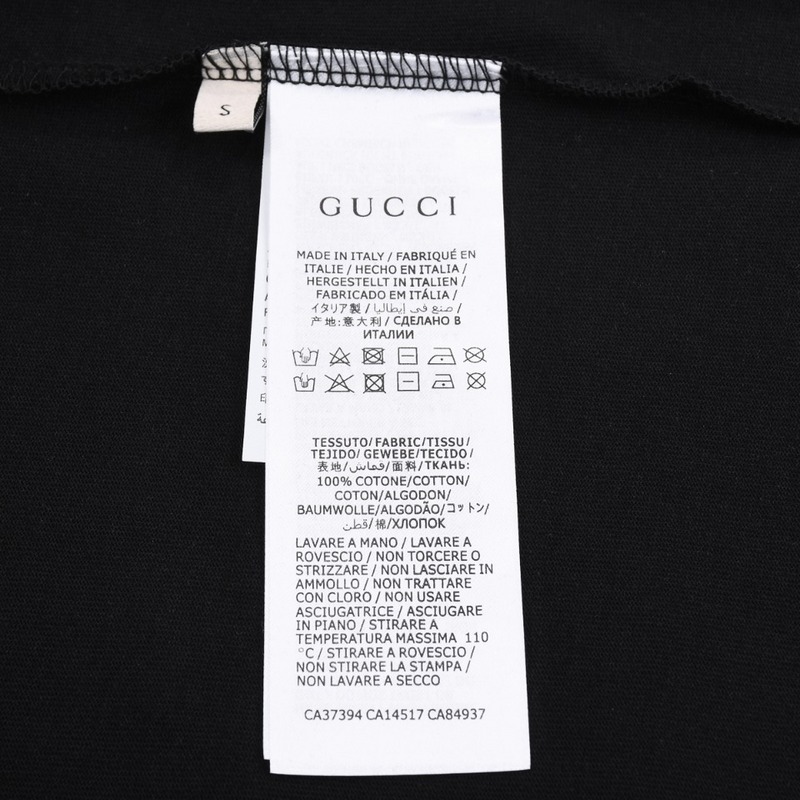 S
GUCCI
MADE IN ITALY / FABRIQUÉ EN
ITALIE / HECHO EN ITALIA /
HERGESTELLT IN ITALIEN /
FABRICADO EM ITÁLIA /
イタリア製 / صنع في إيطاليا /
产地:意大利 / СДЕЛАНО В
ИТАЛИИ
TESSUTO/FABRIC/TISSU/
TEJIDO/GEWEBE/TECIDO/
表地/قماش/面料/ТКАНЬ:
100% COTONE/COTTON/
COTON/ALGODON/
BAUMWOLLE/ALGODÃO/コットン/
قطن/棉/ХЛОПОК
LAVARE A MANO / LAVARE A
ROVESCIO / NON TORCERE O
STRIZZARE / NON LASCIARE IN
AMMOLLO / NON TRATTARE
CON CLORO / NON USARE
ASCIUGATRICE / ASCIUGARE
IN PIANO / STIRARE A
TEMPERATURA MASSIMA 110
°C / STIRARE A ROVESCIO /
NON STIRARE LA STAMPA /
NON LAVARE A SECCO
CA37394 CA14517 CA84937